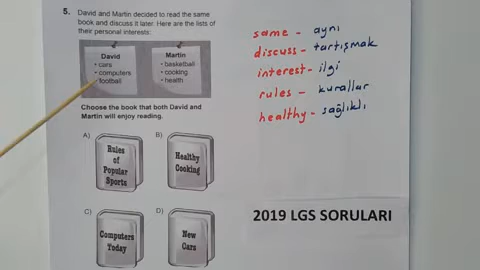 5. David and Martin decided to read the same
book and discuss it later. Here are the lists of
their personal interests:
David
• cars
• computers
• football
Martin
• basketball
• cooking
• health
Choose the book that both David and
Martin will enjoy reading.
A)
Rules
of
Popular
Sports
B)
Healthy
Cooking
C)
Computers
Today
D)
New
Cars
same - aynı
discuss - tartışmak
interest - ilgi
rules - kurallar
healthy - sağlıklı
2019 LGS SORULARI